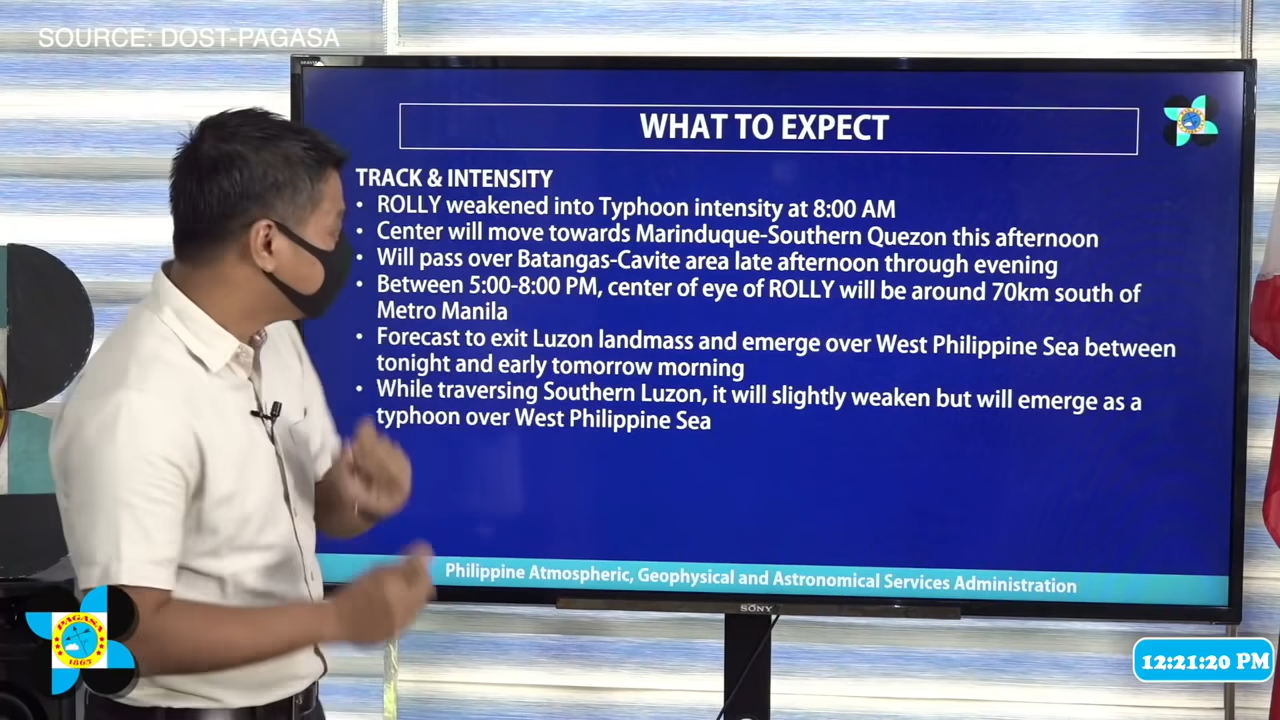 SOURCE: DOST-PAGASA
WHAT TO EXPECT
TRACK & INTENSITY
• ROLLY weakened into Typhoon intensity at 8:00 AM
• Center will move towards Marinduque-Southern Quezon this afternoon
• Will pass over Batangas-Cavite area late afternoon through evening
• Between 5:00-8:00 PM, center of eye of ROLLY will be around 70km south of
Metro Manila
• Forecast to exit Luzon landmass and emerge over West Philippine Sea between
tonight and early tomorrow morning
• While traversing Southern Luzon, it will slightly weaken but will emerge as a
typhoon over West Philippine Sea
Philippine Atmospheric, Geophysical and Astronomical Services Administration
SONY
PAGASA
1865
12:21:20 PM